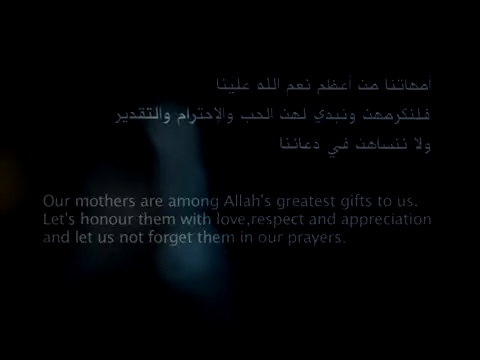 أمهاتنا من أعظم نعم الله علينا
فلنكرمهن ونبدي لهن الحب والإحترام والتقدير
ولا ننساهن في دعائنا
Our mothers are among Allah's greatest gifts to us.
Let's honour them with love,respect and appreciation
and let us not forget them in our prayers.